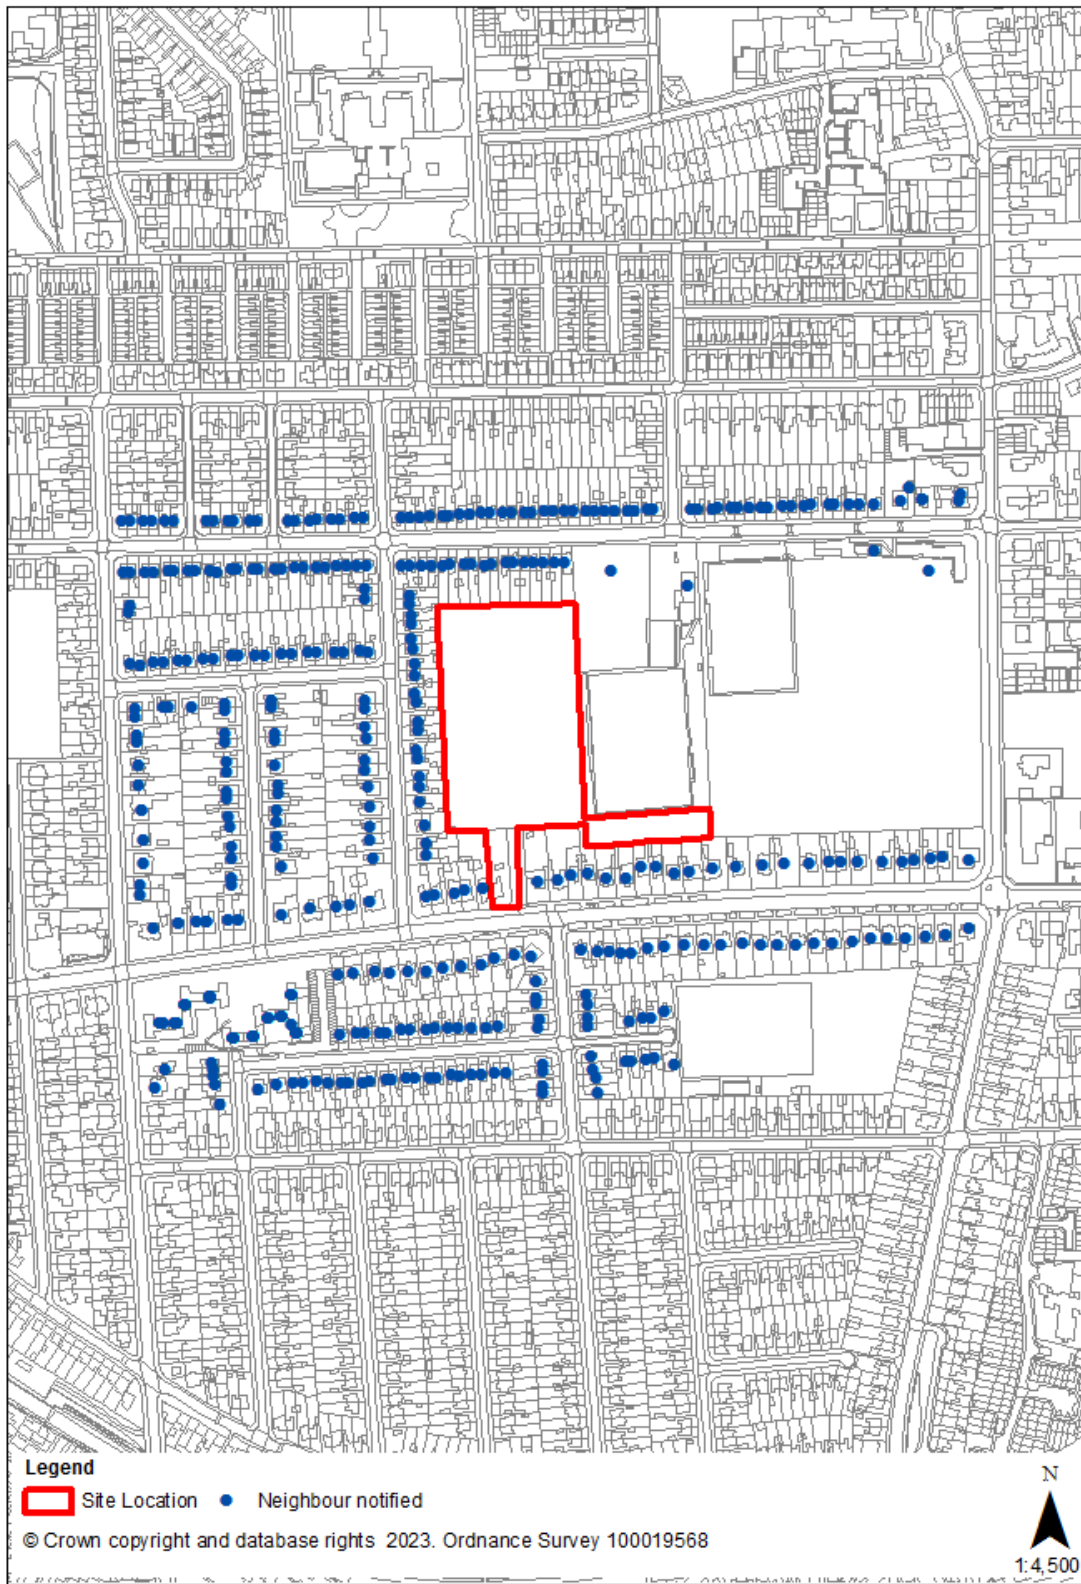 Legend
Site Location Neighbour notified
© Crown copyright and database rights 2023. Ordnance Survey 100019568
N
1:4,500